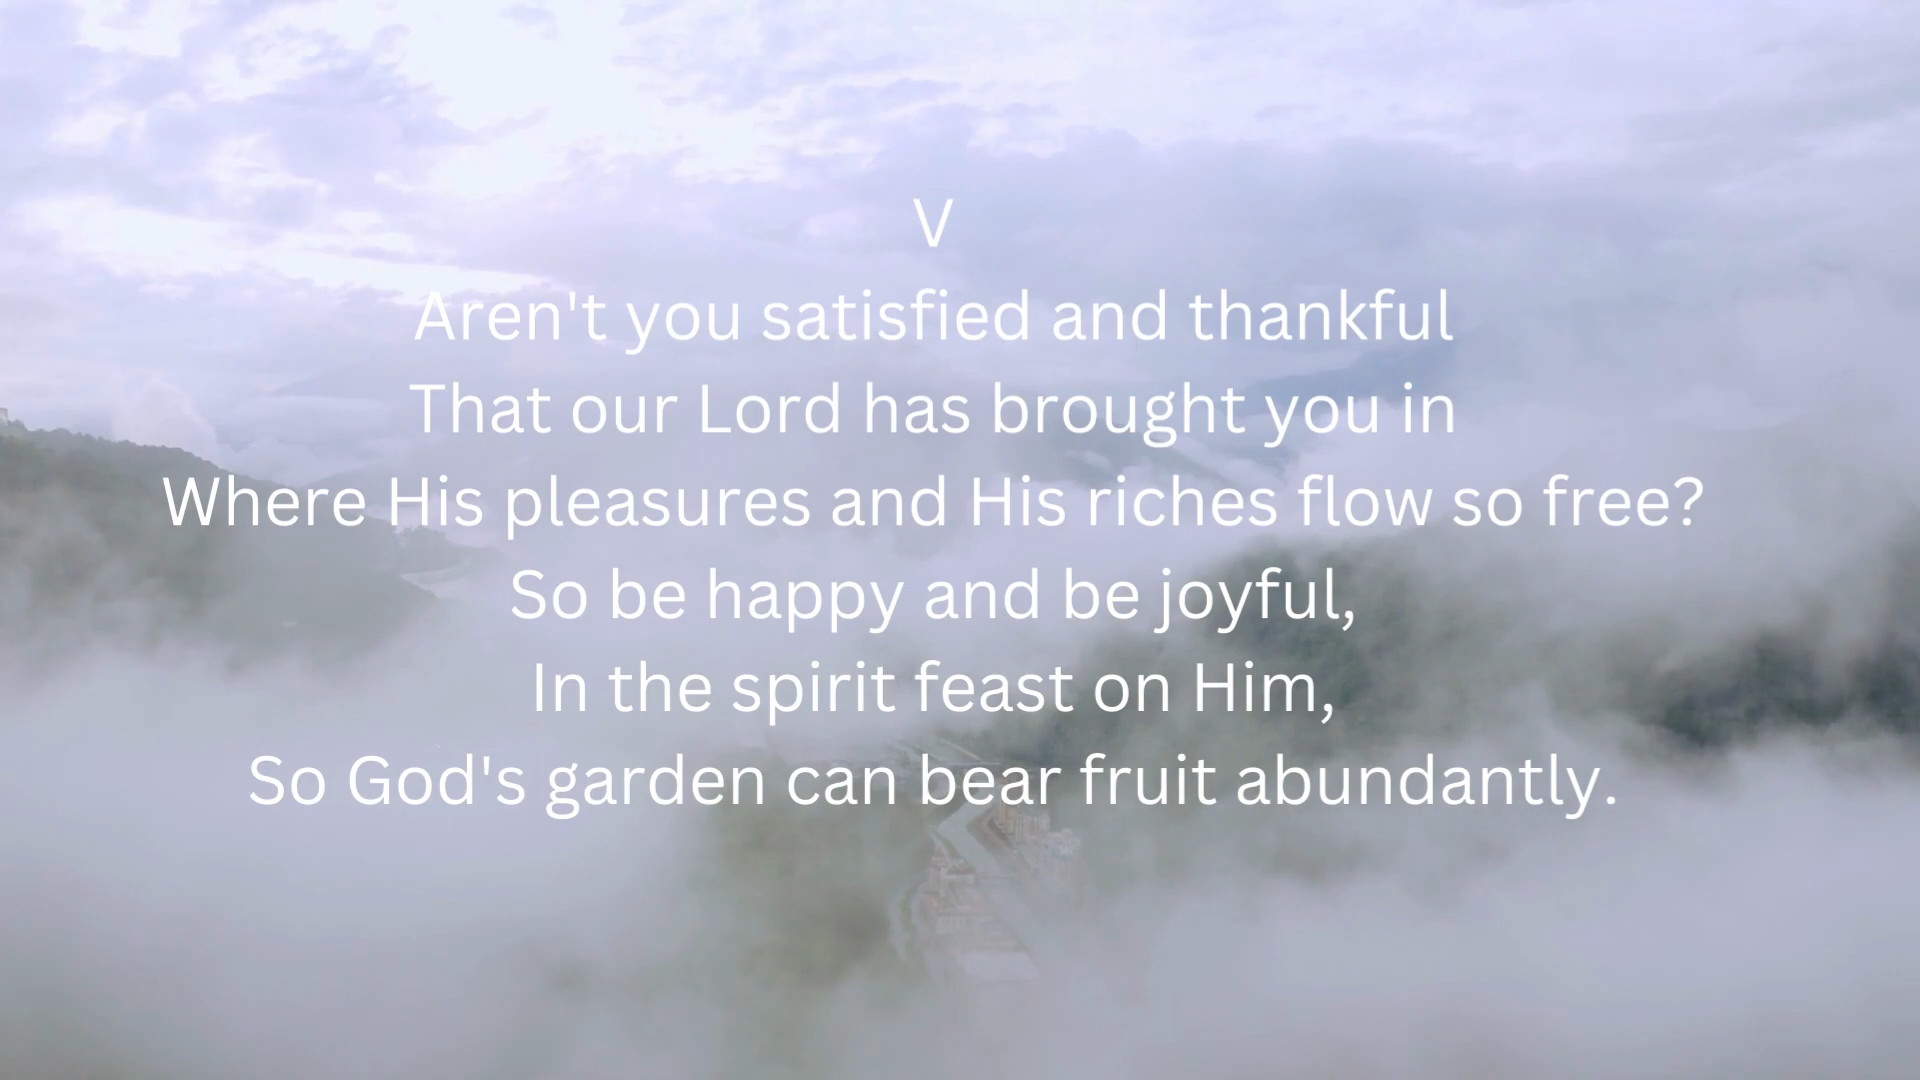 V
Aren't you satisfied and thankful
That our Lord has brought you in
Where His pleasures and His riches flow so free?
So be happy and be joyful,
In the spirit feast on Him,
So God's garden can bear fruit abundantly.